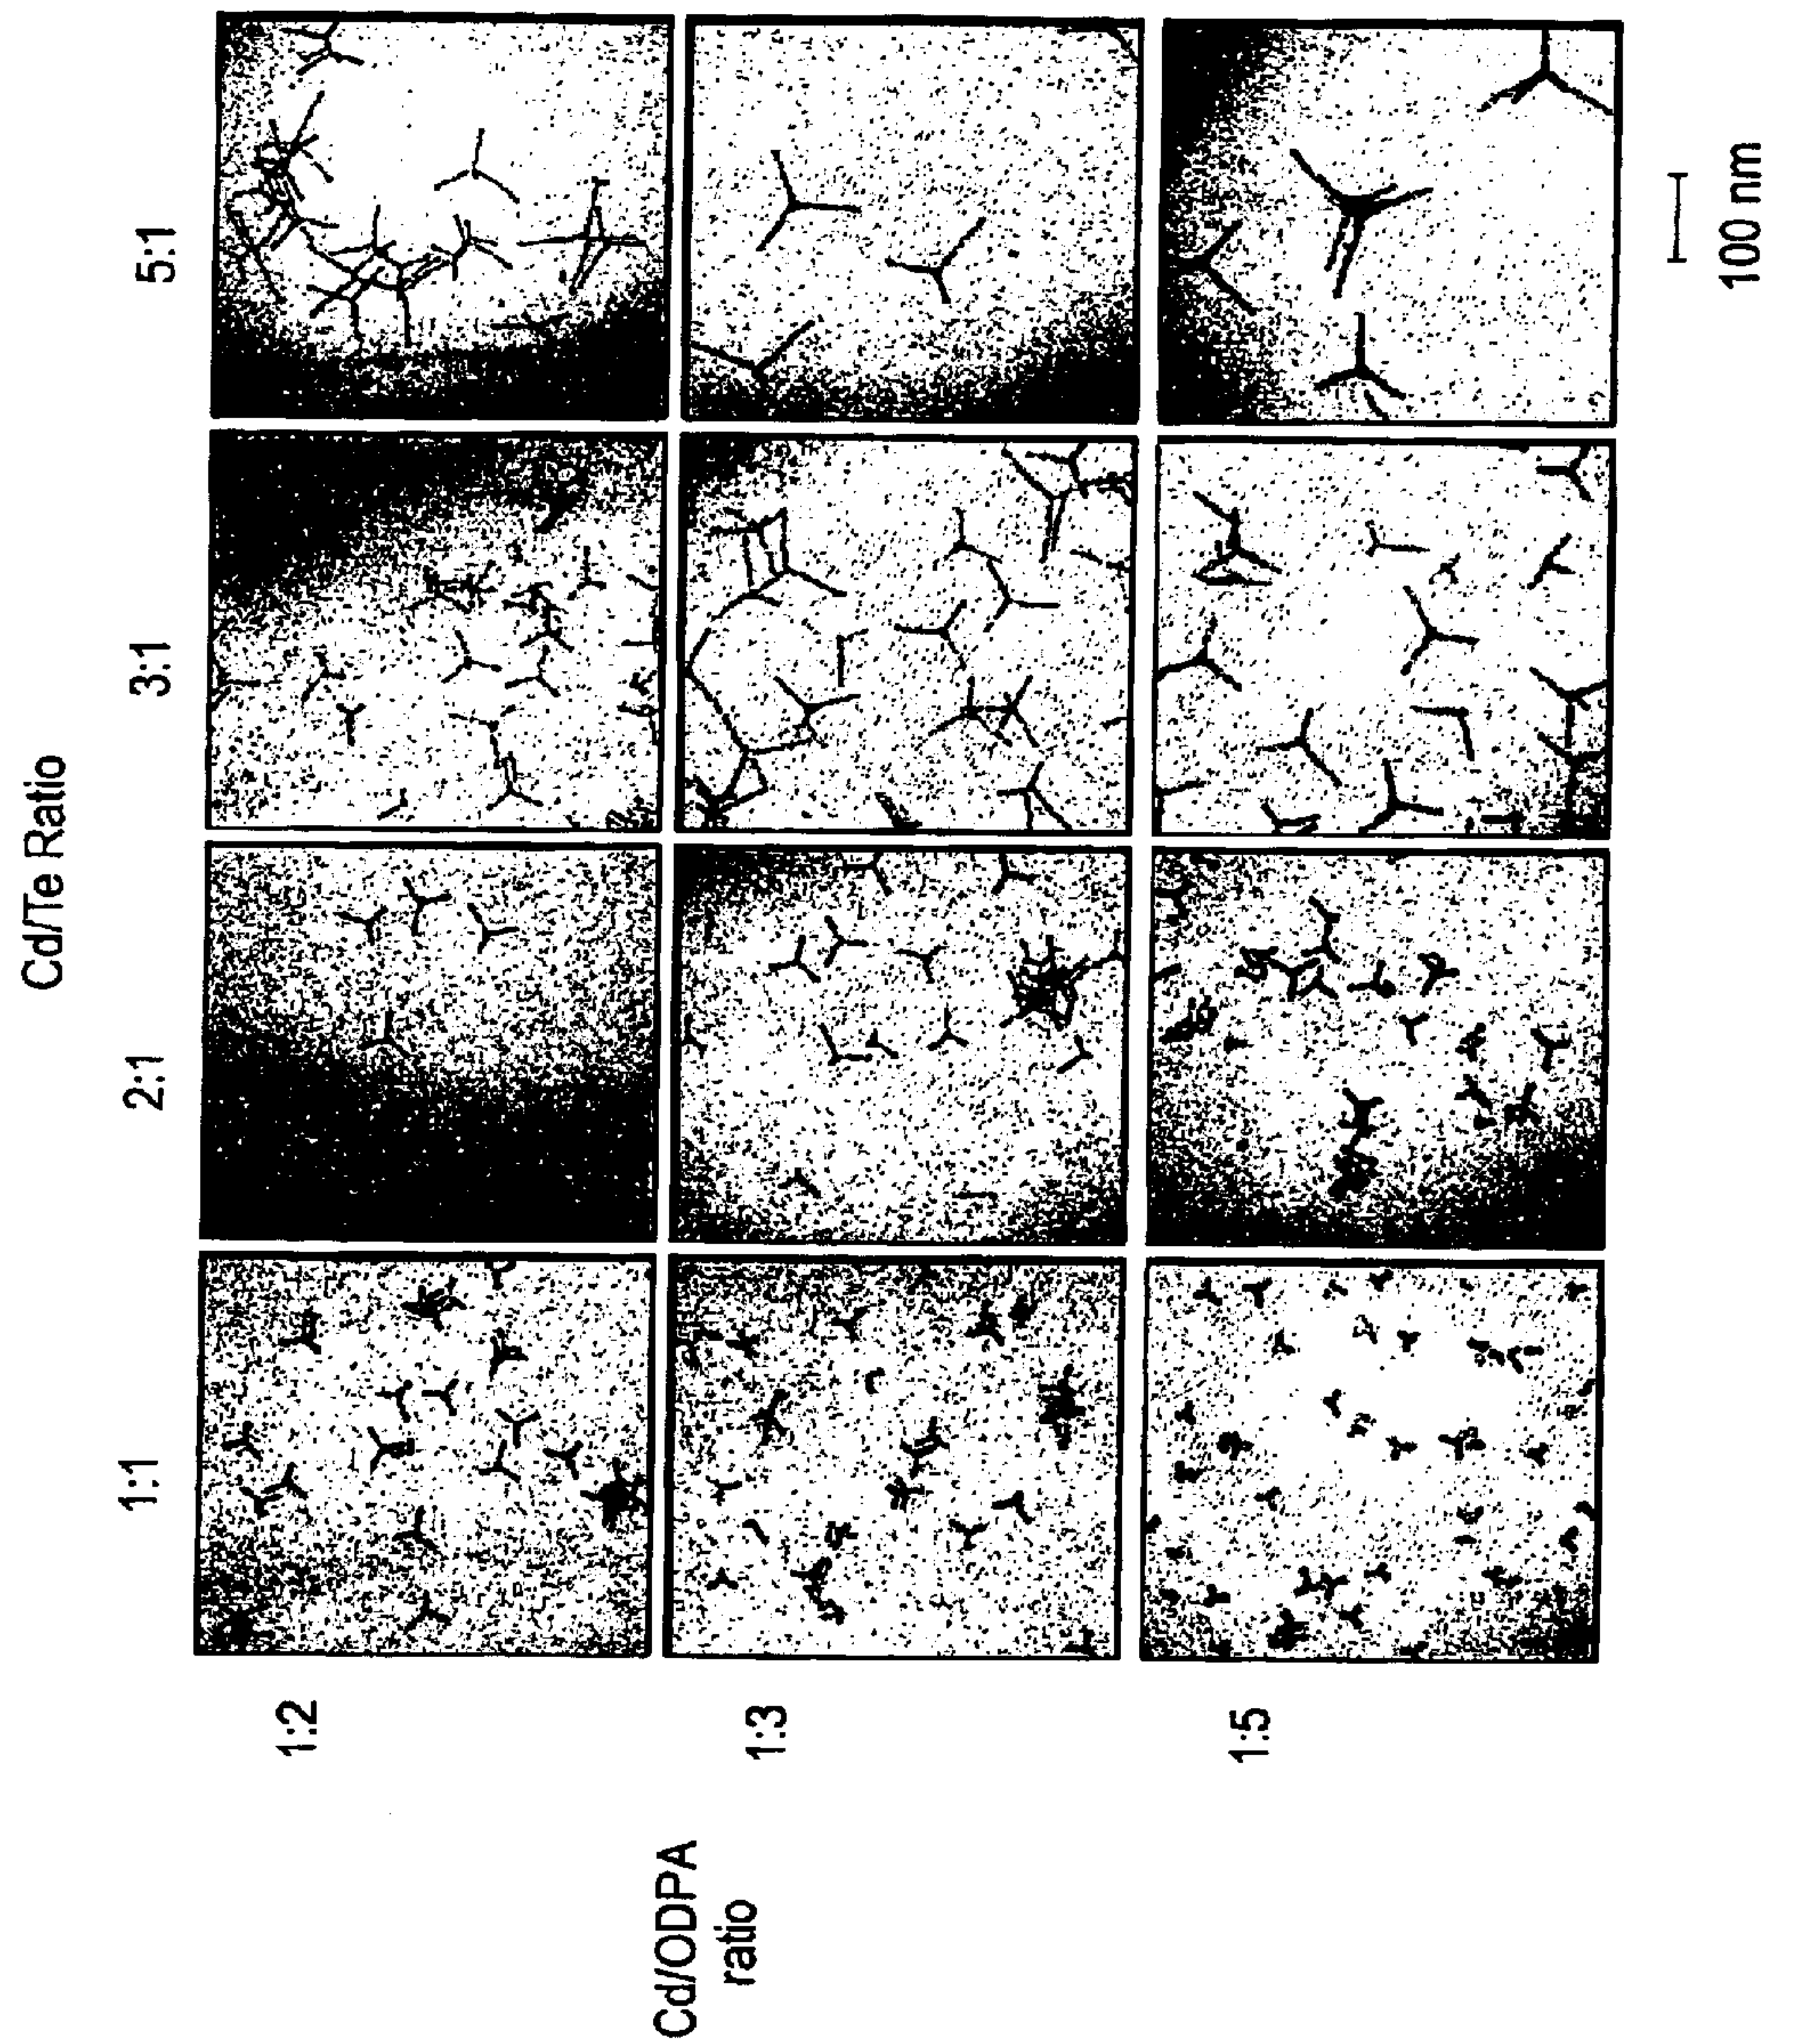 Cd/Te Ratio
1:1 2:1 3:1 5:1
1:2
1:3
Cd/ODPA
ratio
1:5
100 nm